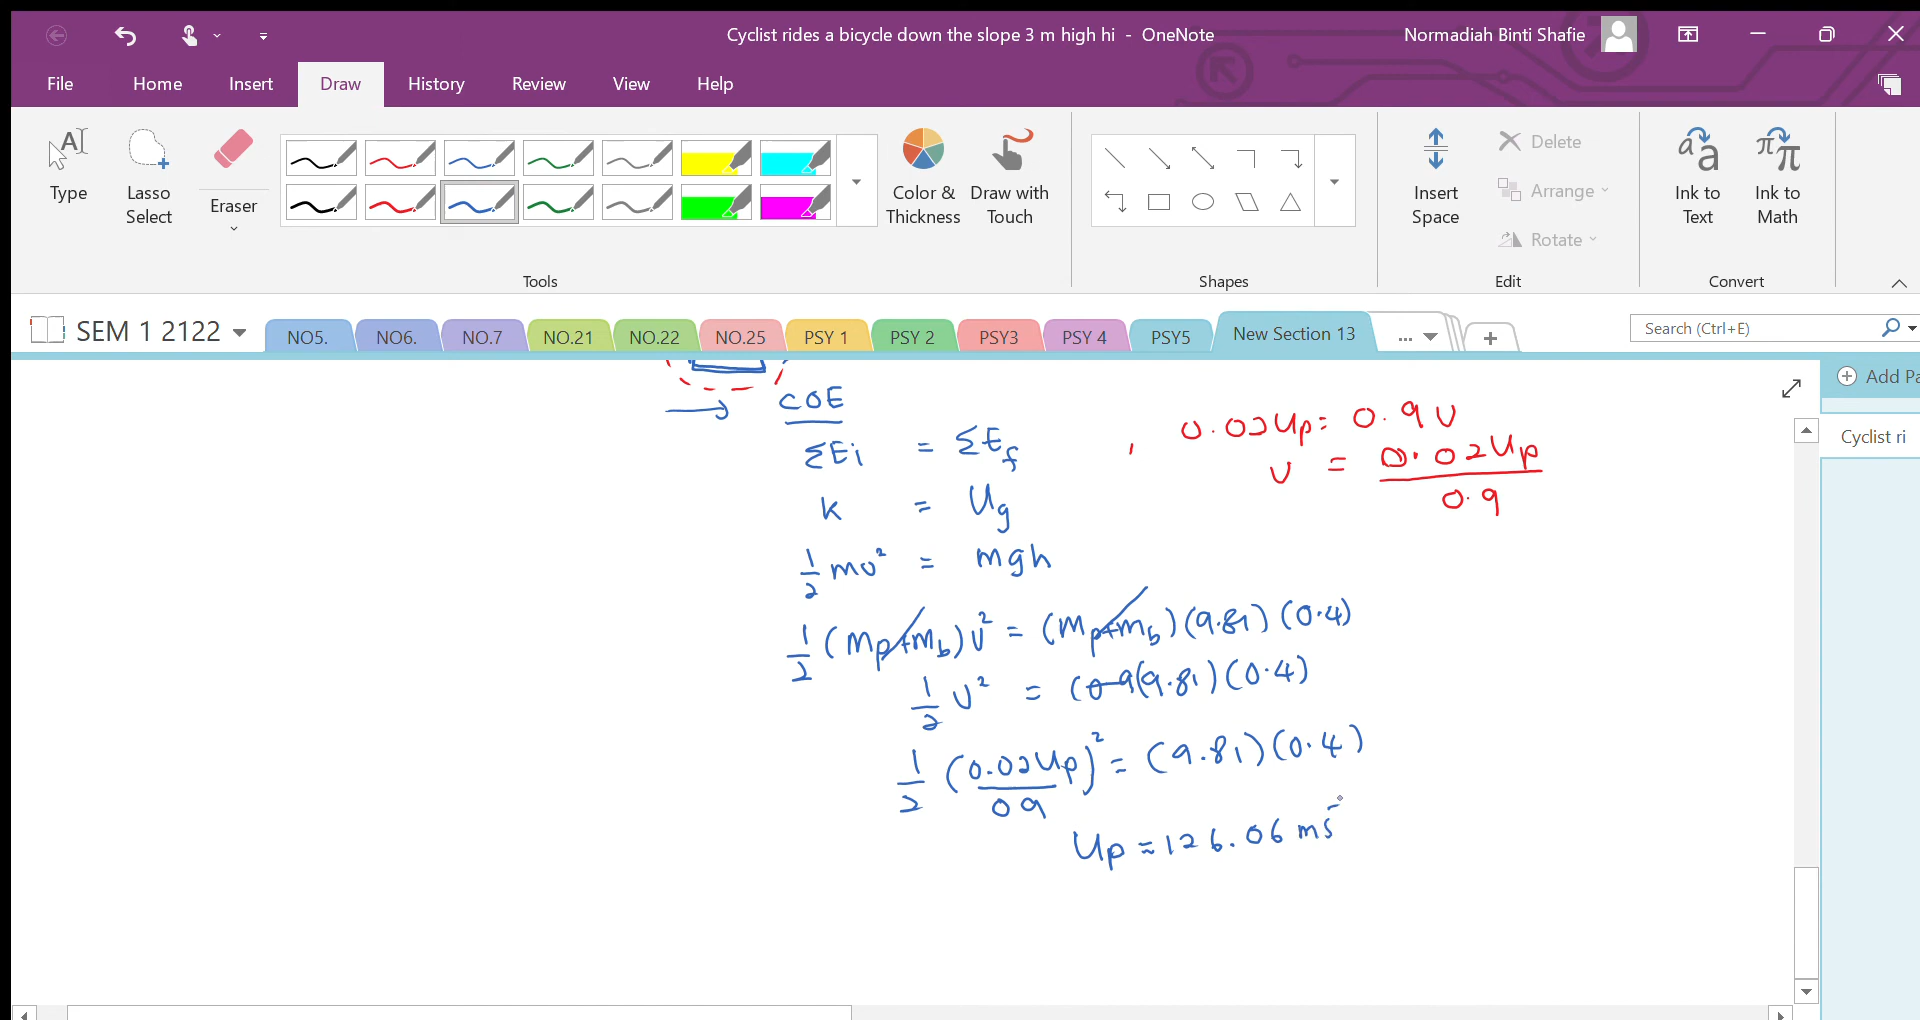 Cyclist rides a bicycle down the slope 3 m high hi - OneNote
Normadiah Binti Shafie
File Home Insert Draw History Review View Help
Type
Lasso Select
Eraser
Color & Thickness
Draw with Touch
Insert Space
Delete
Arrange
Rotate
Ink to Text
Ink to Math
Tools
Shapes
Edit
Convert
SEM 1 2122
NO5. NO6. NO.7 NO.21 NO.22 NO.25 PSY 1 PSY 2 PSY3 PSY 4 PSY5 New Section 13 ...
Search (Ctrl+E)
Add Pa
Cyclist ri
COE
ΣEi = ΣEf
K = Ug
½mv² = mgh
½(mp+mb)v² = (mp+mb)(9.81)(0.4)
½v² = (0.9(9.81)(0.4)
½(0.02Up/0.9)² = (9.81)(0.4)
Up = 126.06 ms⁻
, 0.02Up = 0.9v
v = 0.02Up/0.9